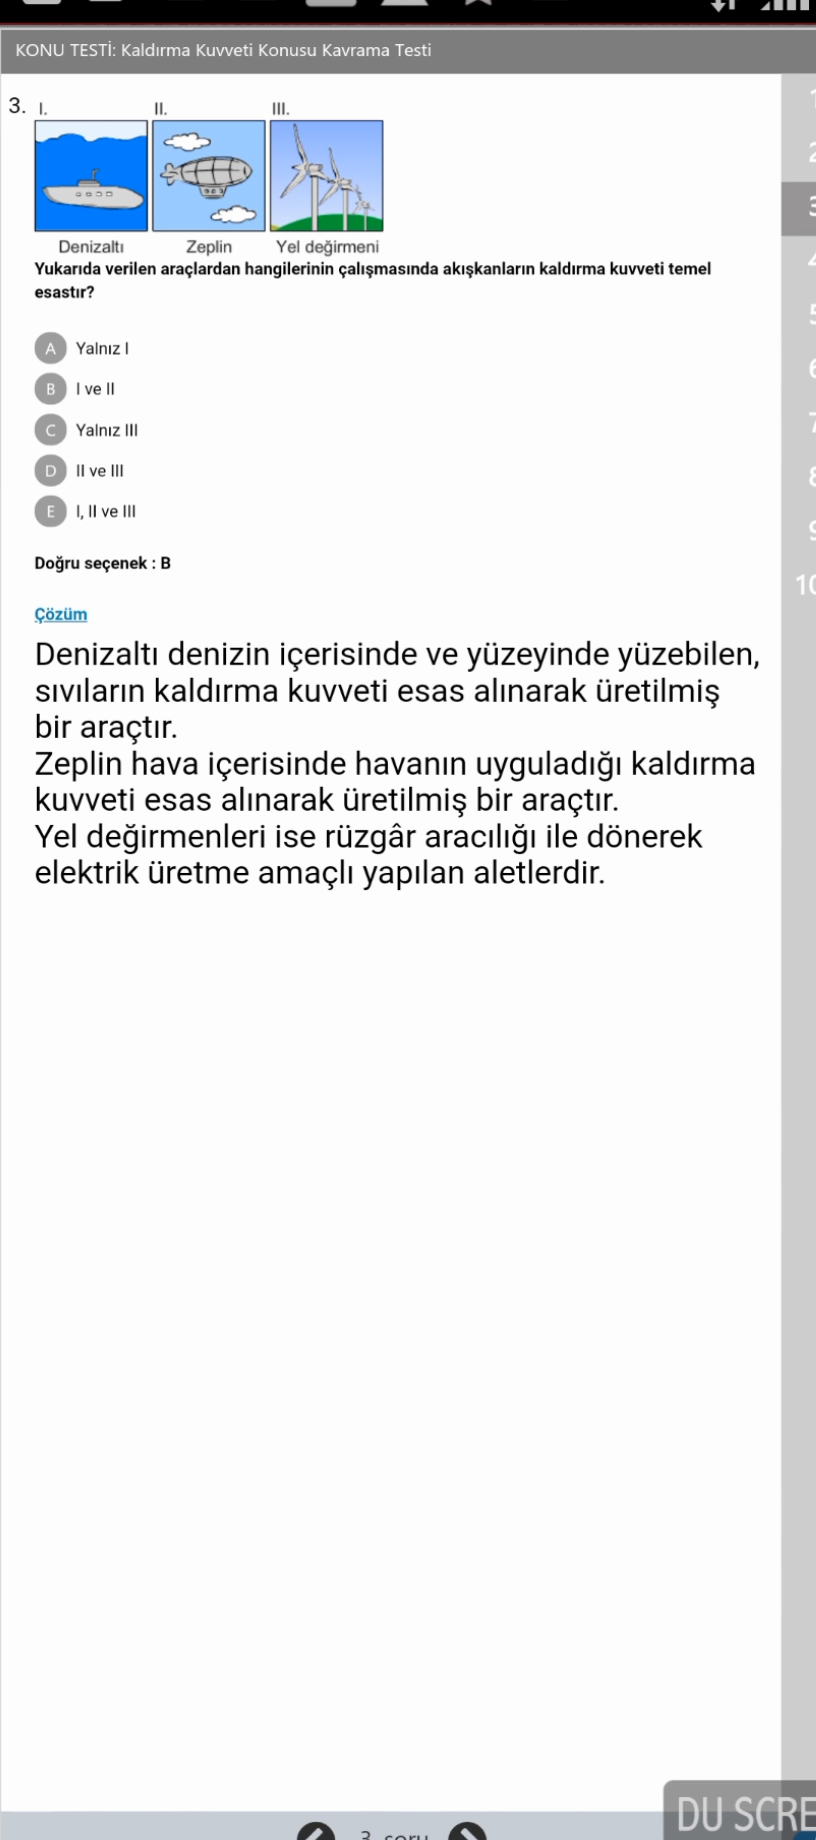 KONU TESTİ: Kaldırma Kuvveti Konusu Kavrama Testi
3. I. II. III.
Denizaltı Zeplin Yel değirmeni
Yukarıda verilen araçlardan hangilerinin çalışmasında akışkanların kaldırma kuvveti temel
esastır?
A Yalnız I
B I ve II
C Yalnız III
D II ve III
E I, II ve III
Doğru seçenek : B
Çözüm
Denizaltı denizin içerisinde ve yüzeyinde yüzebilen,
sıvıların kaldırma kuvveti esas alınarak üretilmiş
bir araçtır.
Zeplin hava içerisinde havanın uyguladığı kaldırma
kuvveti esas alınarak üretilmiş bir araçtır.
Yel değirmenleri ise rüzgâr aracılığı ile dönerek
elektrik üretme amaçlı yapılan aletlerdir.
3. soru
DU SCRE